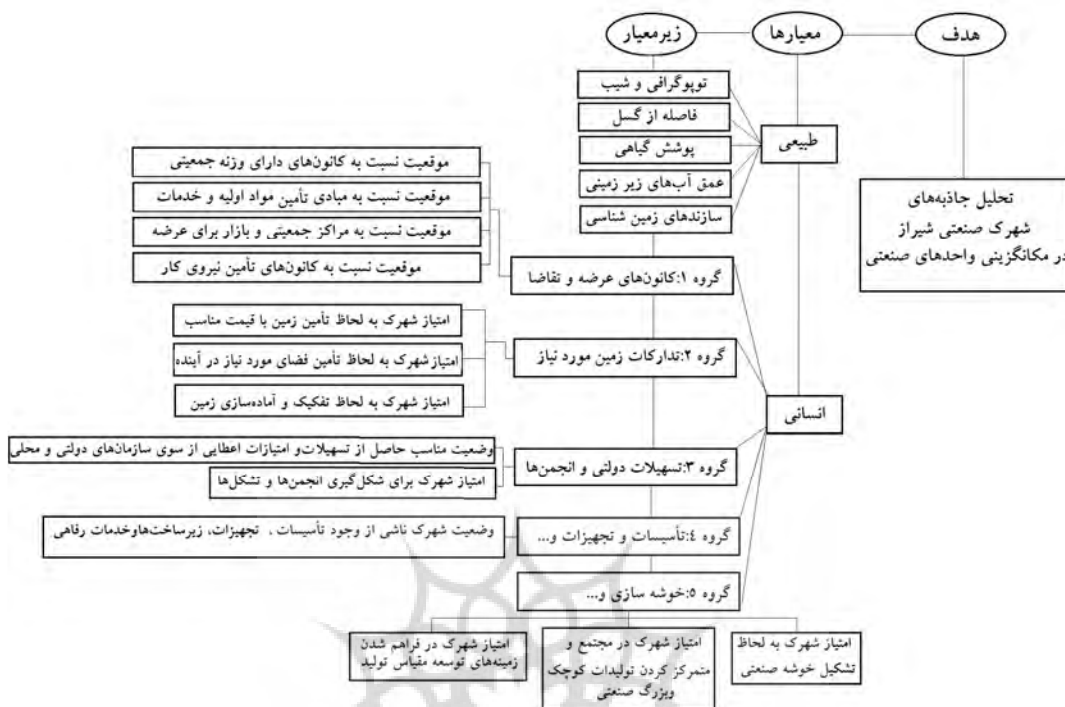 هدف
معیارها
زیرمعیار
تحلیل جاذبه‌های
شهرک صنعتی شیراز
در مکانگزینی واحدهای صنعتی
طبیعی
توپوگرافی و شیب
فاصله از گسل
پوشش گیاهی
عمق آب‌های زیر زمینی
سازندهای زمین شناسی
انسانی
گروه ۱:کانون‌های عرضه و تقاضا
موقعیت نسبت به کانون‌های دارای وزنه جمعیتی
موقعیت نسبت به مبادی تأمین مواد اولیه و خدمات
موقعیت نسبت به مراکز جمعیتی و بازار برای عرضه
موقعیت نسبت به کانون‌های تأمین نیروی کار
گروه ۲:تدارکات زمین مورد نیاز
امتیاز شهرک به لحاظ تأمین زمین با قیمت مناسب
امتیاز شهرک به لحاظ تأمین فضای مورد نیاز در آینده
امتیاز شهرک به لحاظ تفکیک و آماده‌سازی زمین
گروه ۳:تسهیلات دولتی و انجمن‌ها
وضعیت مناسب حاصل از تسهیلات‌و امتیازات اعطایی از سوی سازمان‌های دولتی و محلی
امتیاز شهرک برای شکل‌گیری انجمن‌ها و تشکل‌ها
گروه ٤:تأسیسات و تجهیزات و...
وضعیت شهرک ناشی از وجود تأسیسات ، تجهیزات، زیرساخت‌هاوخدمات رفاهی
گروه ٥:خوشه سازی و...
امتیاز شهرک به لحاظ
تشکیل خوشه صنعتی
امتیاز شهرک در مجتمع و
متمرکز کردن تولیدات کوچک
وبزرگ صنعتی
امتیاز شهرک در فراهم شدن
زمینه‌های توسعه مقیاس تولید